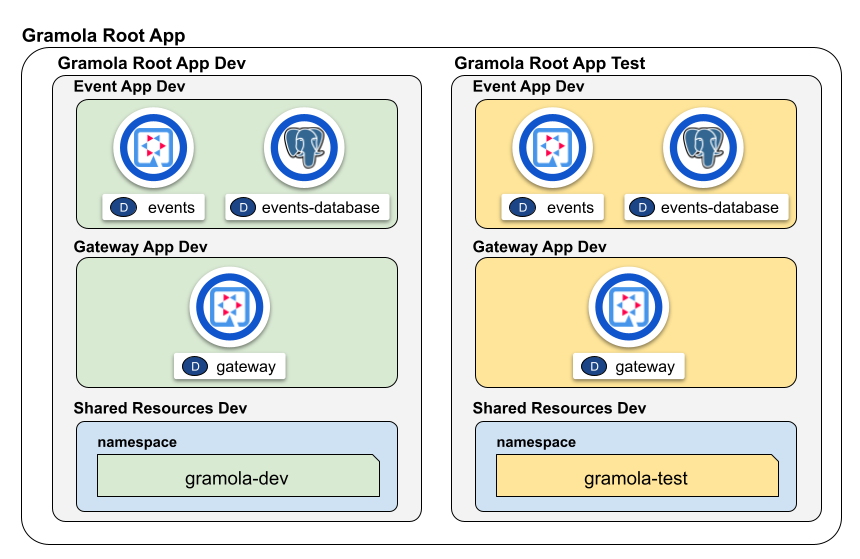 Gramola Root App
Gramola Root App Dev
Event App Dev
D events
D events-database
Gateway App Dev
D gateway
Shared Resources Dev
namespace
gramola-dev
Gramola Root App Test
Event App Dev
D events
D events-database
Gateway App Dev
D gateway
Shared Resources Dev
namespace
gramola-test